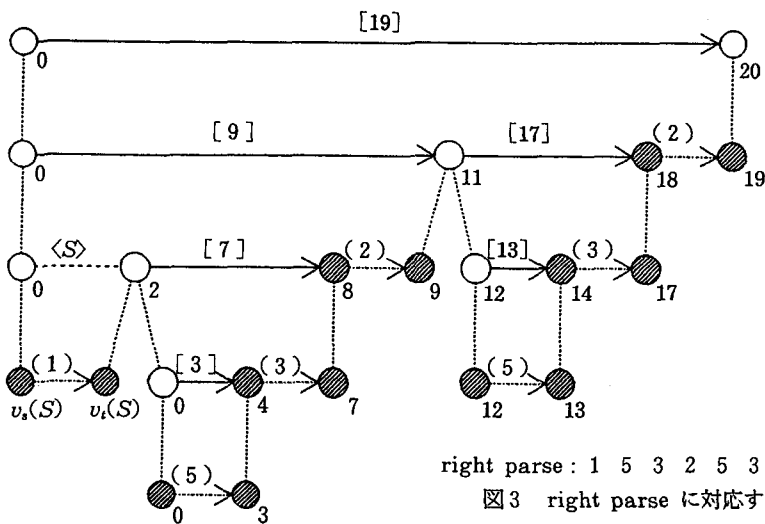 [19]
0 20
[9] [17] (2)
0 11 18 19
⟨S⟩ [7] (2) [13] (3)
0 2 8 9 12 14 17
(1) [3] (3) (5)
v_s(S) v_t(S) 0 4 7 12 13
(5)
0 3
right parse : 1 5 3 2 5 3
図3 right parse に対応す